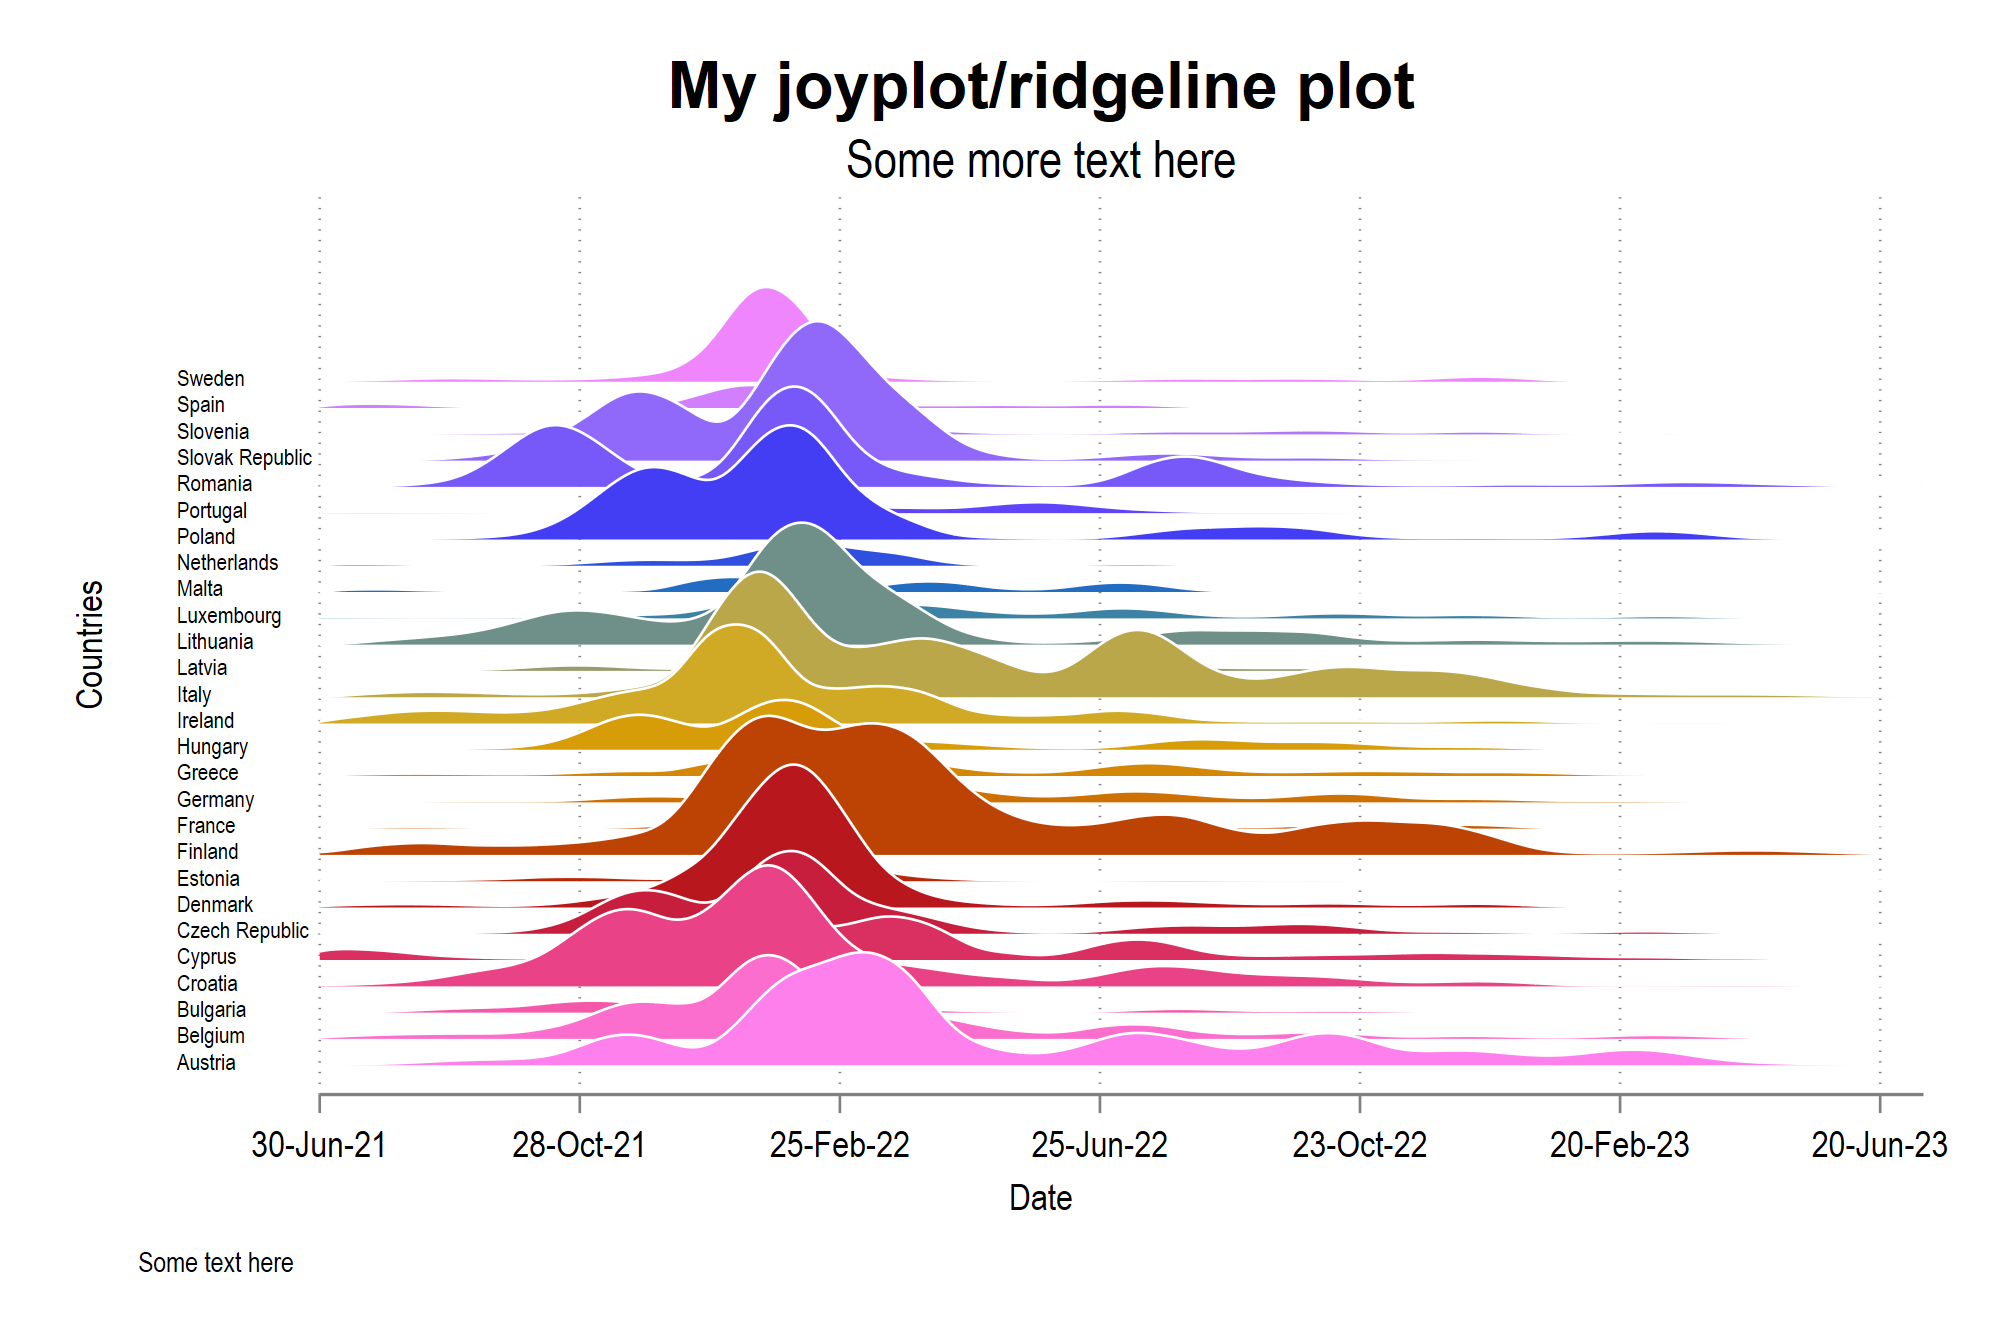 My joyplot/ridgeline plot
Some more text here
Countries
Sweden
Spain
Slovenia
Slovak Republic
Romania
Portugal
Poland
Netherlands
Malta
Luxembourg
Lithuania
Latvia
Italy
Ireland
Hungary
Greece
Germany
France
Finland
Estonia
Denmark
Czech Republic
Cyprus
Croatia
Bulgaria
Belgium
Austria
30-Jun-21 28-Oct-21 25-Feb-22 25-Jun-22 23-Oct-22 20-Feb-23 20-Jun-23
Date
Some text here